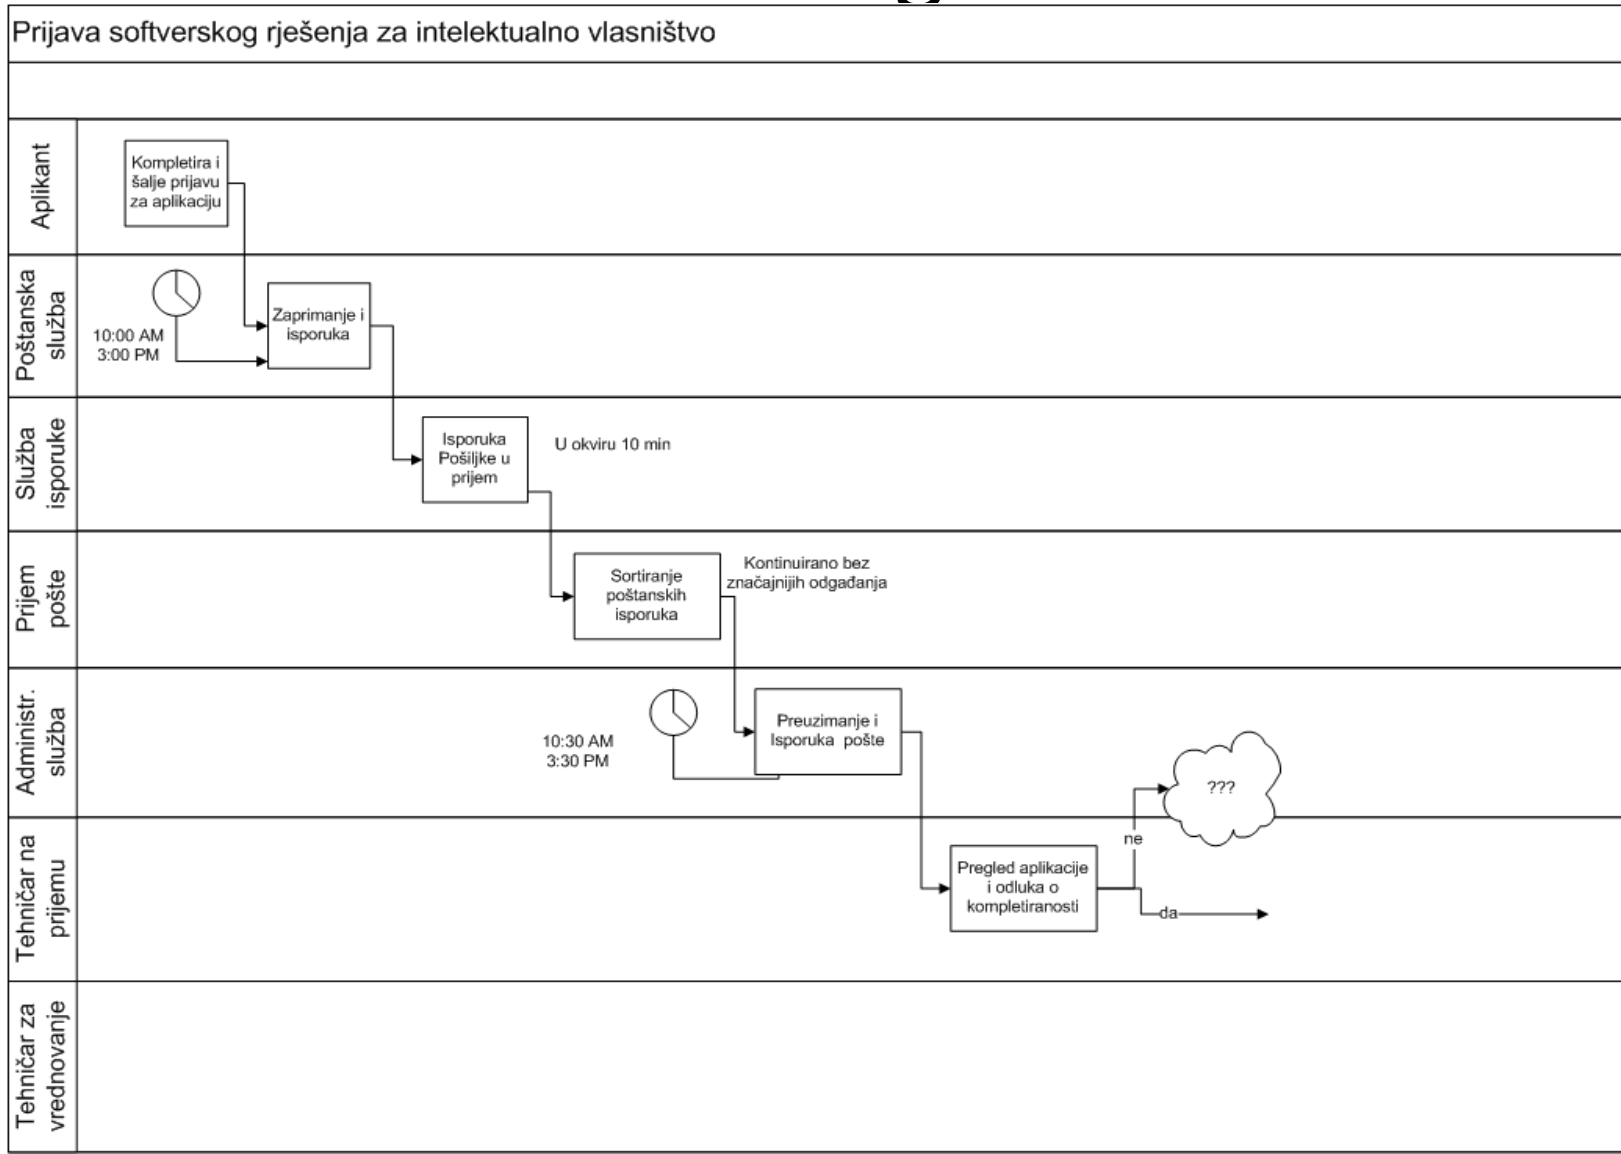 Prijava softverskog rješenja za intelektualno vlasništvo
Aplikant
Kompletira i
šalje prijavu
za aplikaciju
Poštanska
služba
10:00 AM
3:00 PM
Zaprimanje i
isporuka
Služba
isporuke
Isporuka
Pošiljke u
prijem
U okviru 10 min
Prijem
pošte
Sortiranje
poštanskih
isporuka
Kontinuirano bez
značajnijih odgađanja
Administr.
služba
10:30 AM
3:30 PM
Preuzimanje i
Isporuka pošte
???
Tehničar na
prijemu
Pregled aplikacije
i odluka o
kompletiranosti
ne
da
Tehničar za
vrednovanje